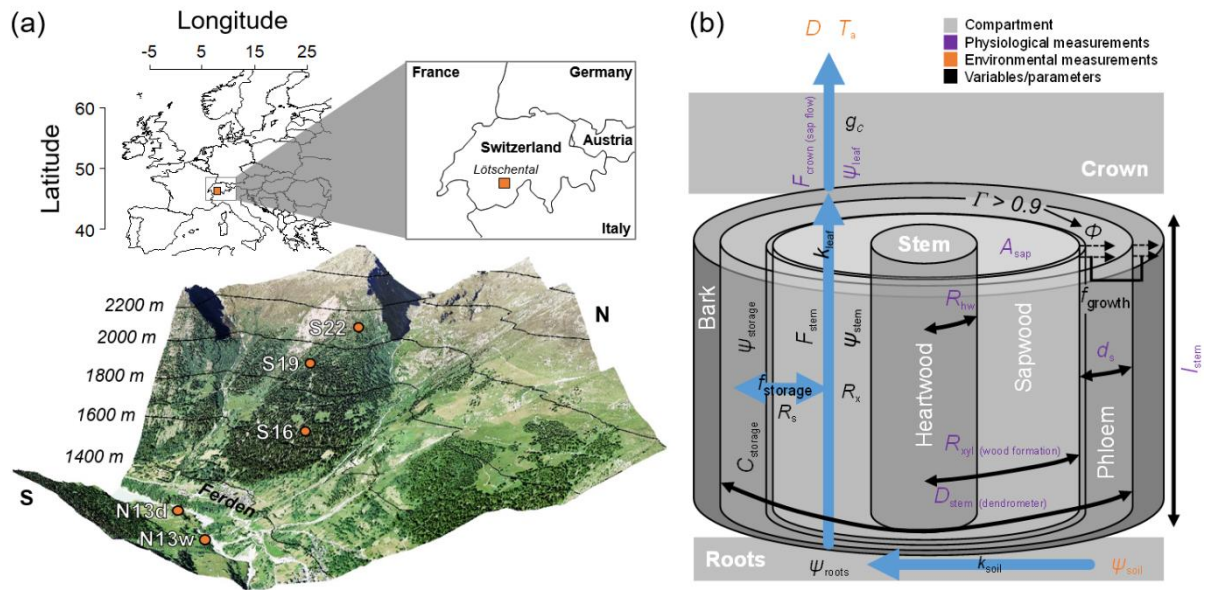 (a)
Longitude
-5 5 15 25
Latitude
60
50
40
France
Germany
Switzerland
Austria
Lötschental
Italy
2200 m
2000 m
1800 m
1600 m
1400 m
N
S
S22
S19
S16
Ferden
N13d
N13w
(b)
Compartment
Physiological measurements
Environmental measurements
Variables/parameters
D Ta
Fcrown (sap flow)
gc
Ψleaf
Crown
Γ > 0.9
Φ
Stem
kleaf
Asap
fgrowth
Bark
Ψstorage
Fstem
Ψstem
Rhw
Sapwood
ds
lstem
fstorage
Rs
Rx
Heartwood
Phloem
Cstorage
Rxyl (wood formation)
Dstem (dendrometer)
Roots
Ψroots
ksoil
Ψsoil